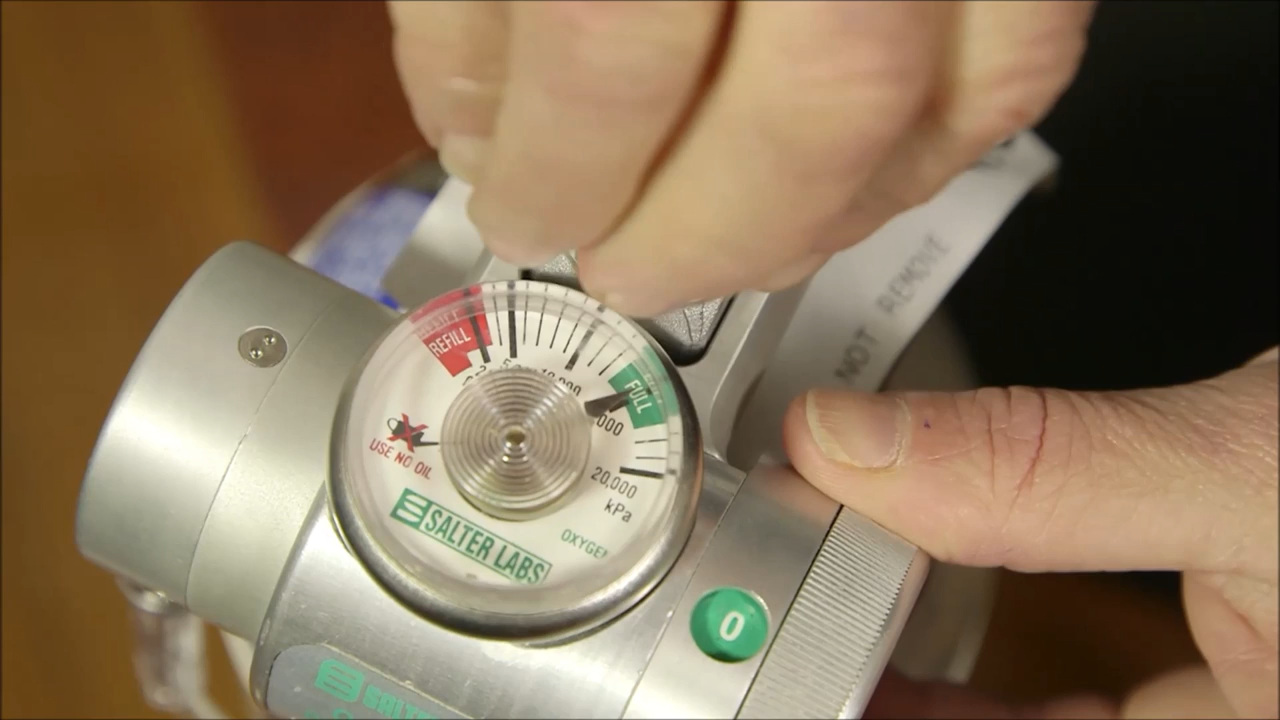 NOT REMOVE
REFILL
FULL
20,000
kPa
USE NO OIL
SALTER LABS
OXYGEN
0